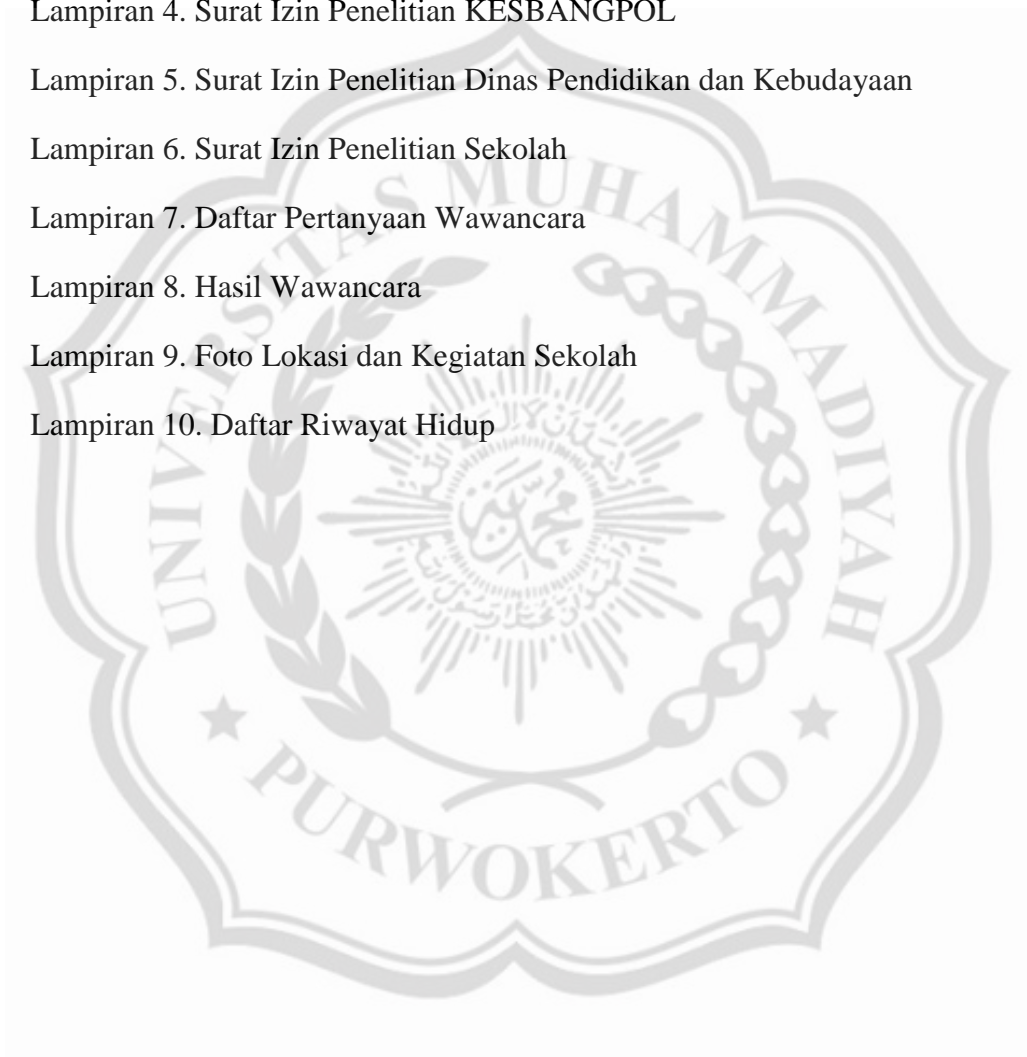 Lampiran 4. Surat Izin Penelitian KESBANGPOL
Lampiran 5. Surat Izin Penelitian Dinas Pendidikan dan Kebudayaan
Lampiran 6. Surat Izin Penelitian Sekolah
Lampiran 7. Daftar Pertanyaan Wawancara
Lampiran 8. Hasil Wawancara
Lampiran 9. Foto Lokasi dan Kegiatan Sekolah
Lampiran 10. Daftar Riwayat Hidup
UNIVERSITAS MUHAMMADIYAH
PURWOKERTO